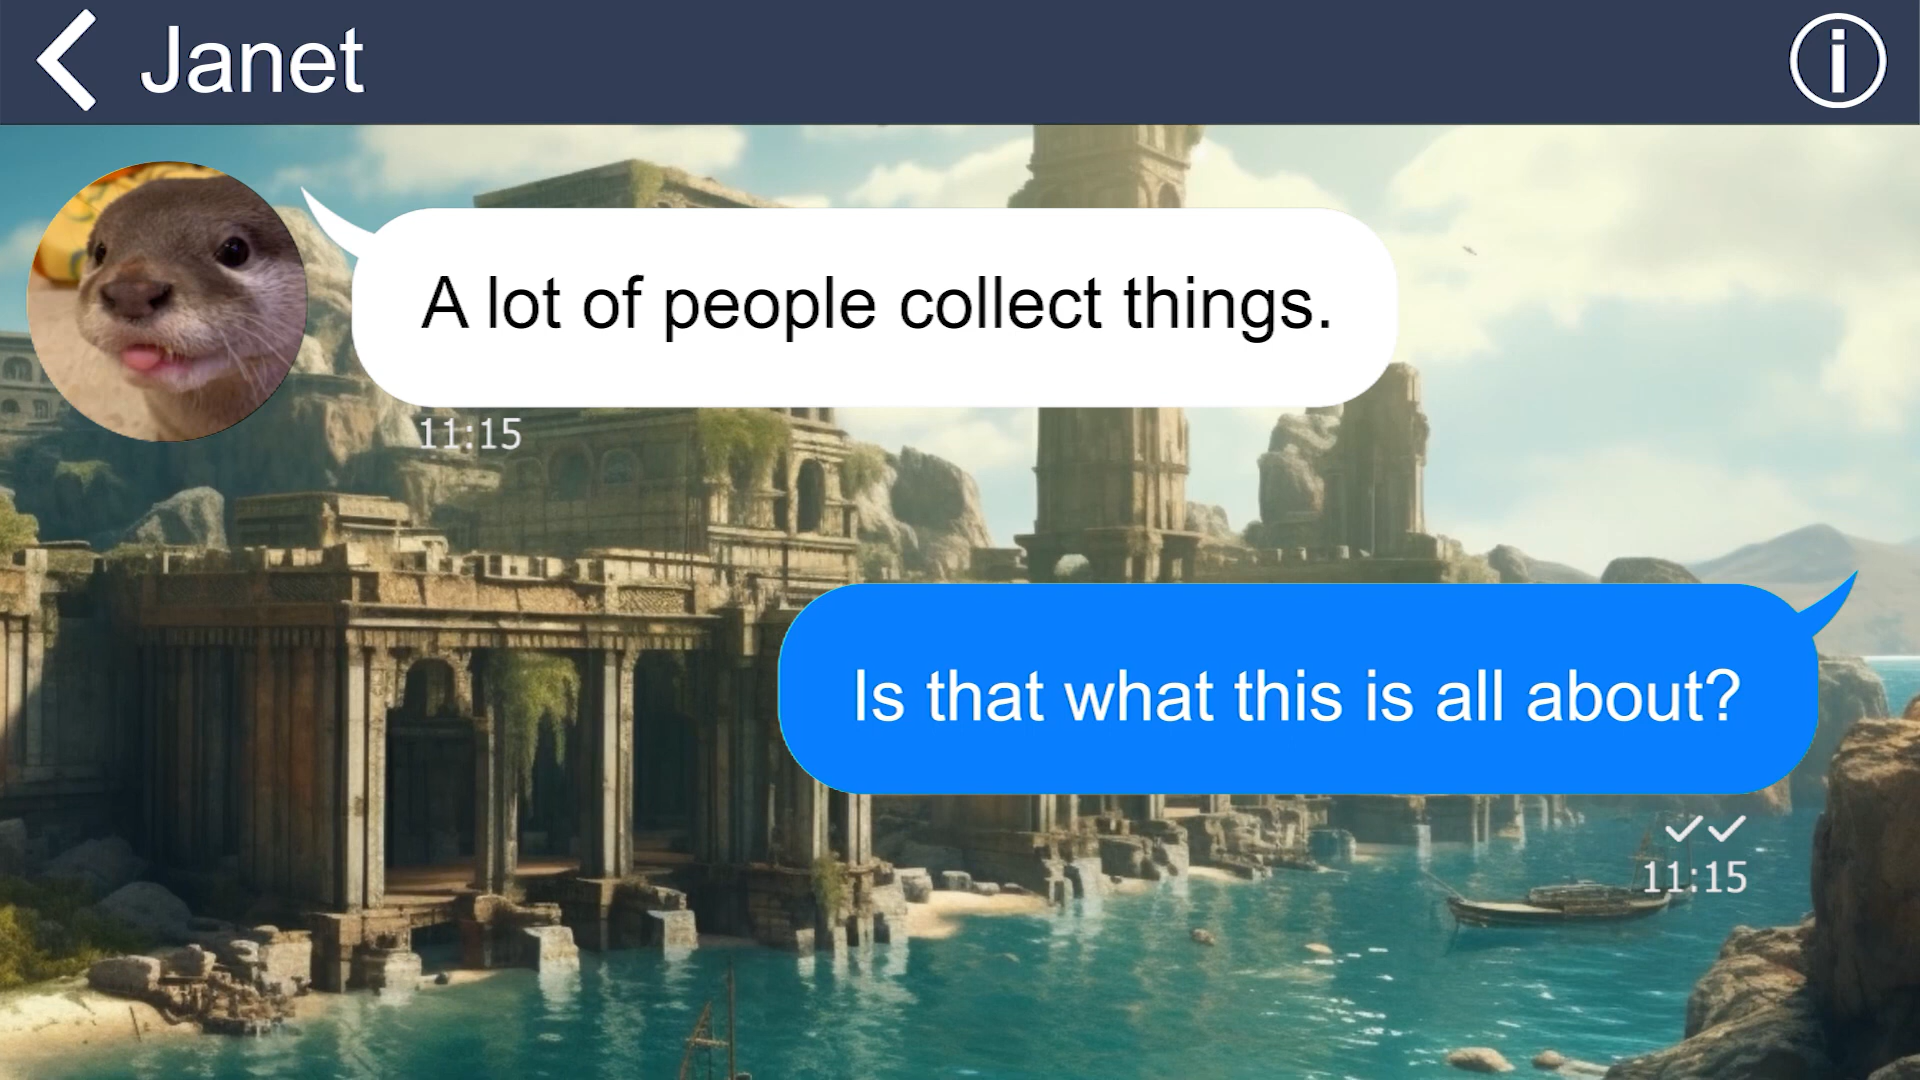 Janet
A lot of people collect things.
11:15
Is that what this is all about?
11:15